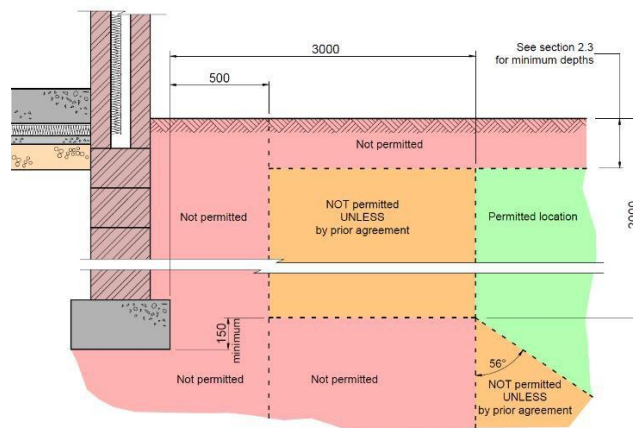 3000
See section 2.3
for minimum depths
500
Not permitted
Not permitted
NOT permitted
UNLESS
by prior agreement
Permitted location
2000
150
minimum
56°
Not permitted
Not permitted
NOT permitted
UNLESS
by prior agreement